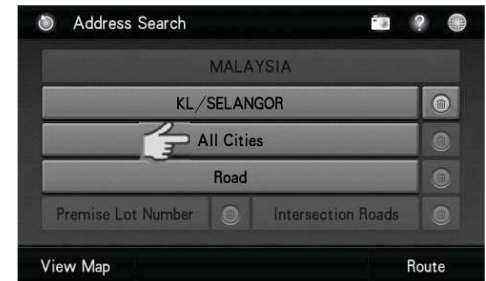 Address Search
?
MALAYSIA
KL/SELANGOR
All Cities
Road
Premise Lot Number Intersection Roads
View Map Route